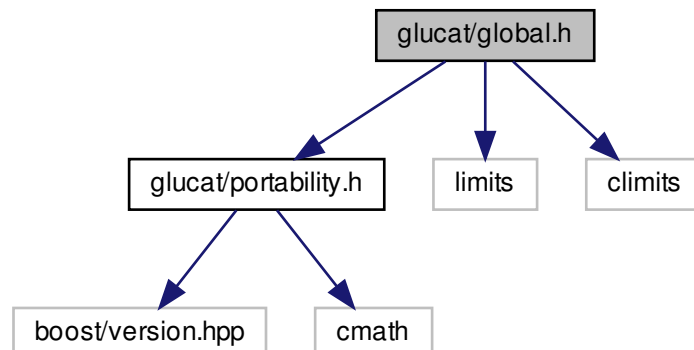 glucat/global.h
glucat/portability.h
limits
climits
boost/version.hpp
cmath